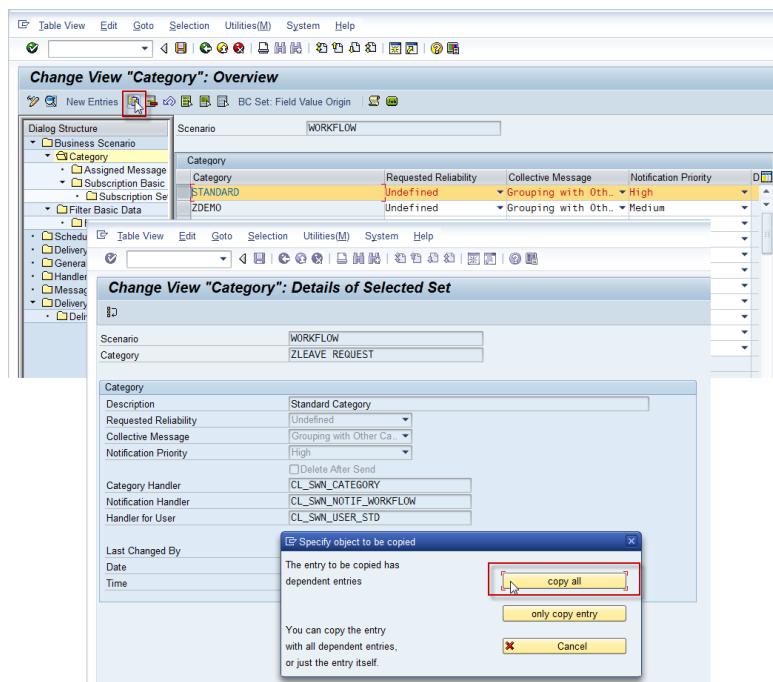 Table View Edit Goto Selection Utilities(M) System Help
Change View "Category": Overview
New Entries BC Set: Field Value Origin
Dialog Structure
Business Scenario
Category
Assigned Message
Subscription Basic
Subscription Se
Filter Basic Data
Schedu
Delivery
Genera
Handler
Messag
Delivery
Deli
Scenario WORKFLOW
Category
Category Requested Reliability Collective Message Notification Priority D
STANDARD Undefined Grouping with Oth.. High
ZDEMO Undefined Grouping with Oth.. Medium
Table View Edit Goto Selection Utilities(M) System Help
Change View "Category": Details of Selected Set
Scenario WORKFLOW
Category ZLEAVE REQUEST
Category
Description Standard Category
Requested Reliability Undefined
Collective Message Grouping with Other Ca..
Notification Priority High
Delete After Send
Category Handler CL_SWN_CATEGORY
Notification Handler CL_SWN_NOTIF_WORKFLOW
Handler for User CL_SWN_USER_STD
Last Changed By
Date
Time
Specify object to be copied
The entry to be copied has
dependent entries
copy all
only copy entry
You can copy the entry
with all dependent entries,
or just the entry itself.
Cancel